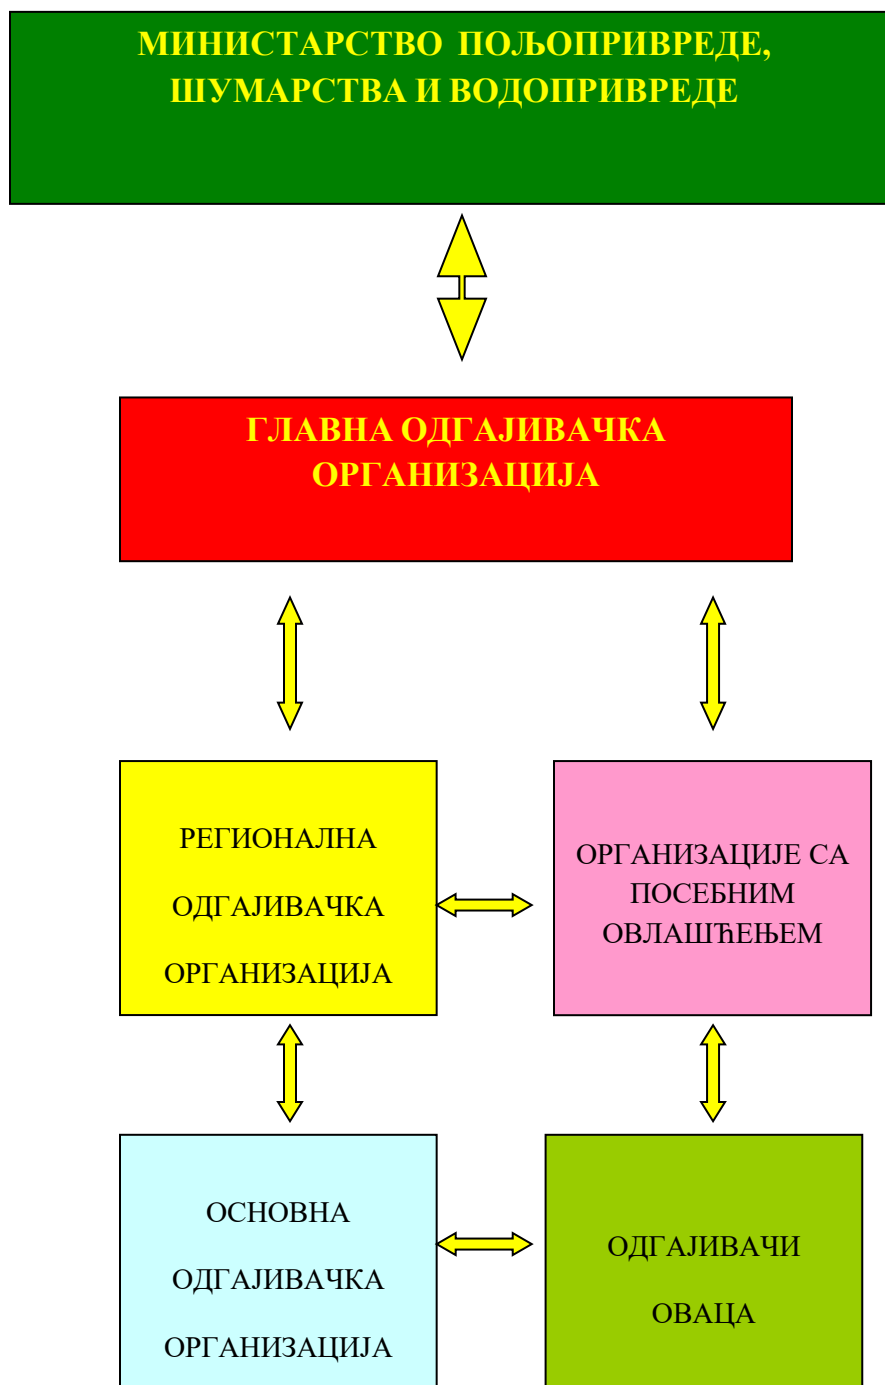 МИНИСТАРСТВО ПОЉОПРИВРЕДЕ,
ШУМАРСТВА И ВОДОПРИВРЕДЕ
ГЛАВНА ОДГАЈИВАЧКА
ОРГАНИЗАЦИЈА
РЕГИОНАЛНА
ОДГАЈИВАЧКА
ОРГАНИЗАЦИЈА
ОРГАНИЗАЦИЈЕ СА
ПОСЕБНИМ
ОВЛАШЋЕЊЕМ
ОСНОВНА
ОДГАЈИВАЧКА
ОРГАНИЗАЦИЈА
ОДГАЈИВАЧИ
ОВАЦА